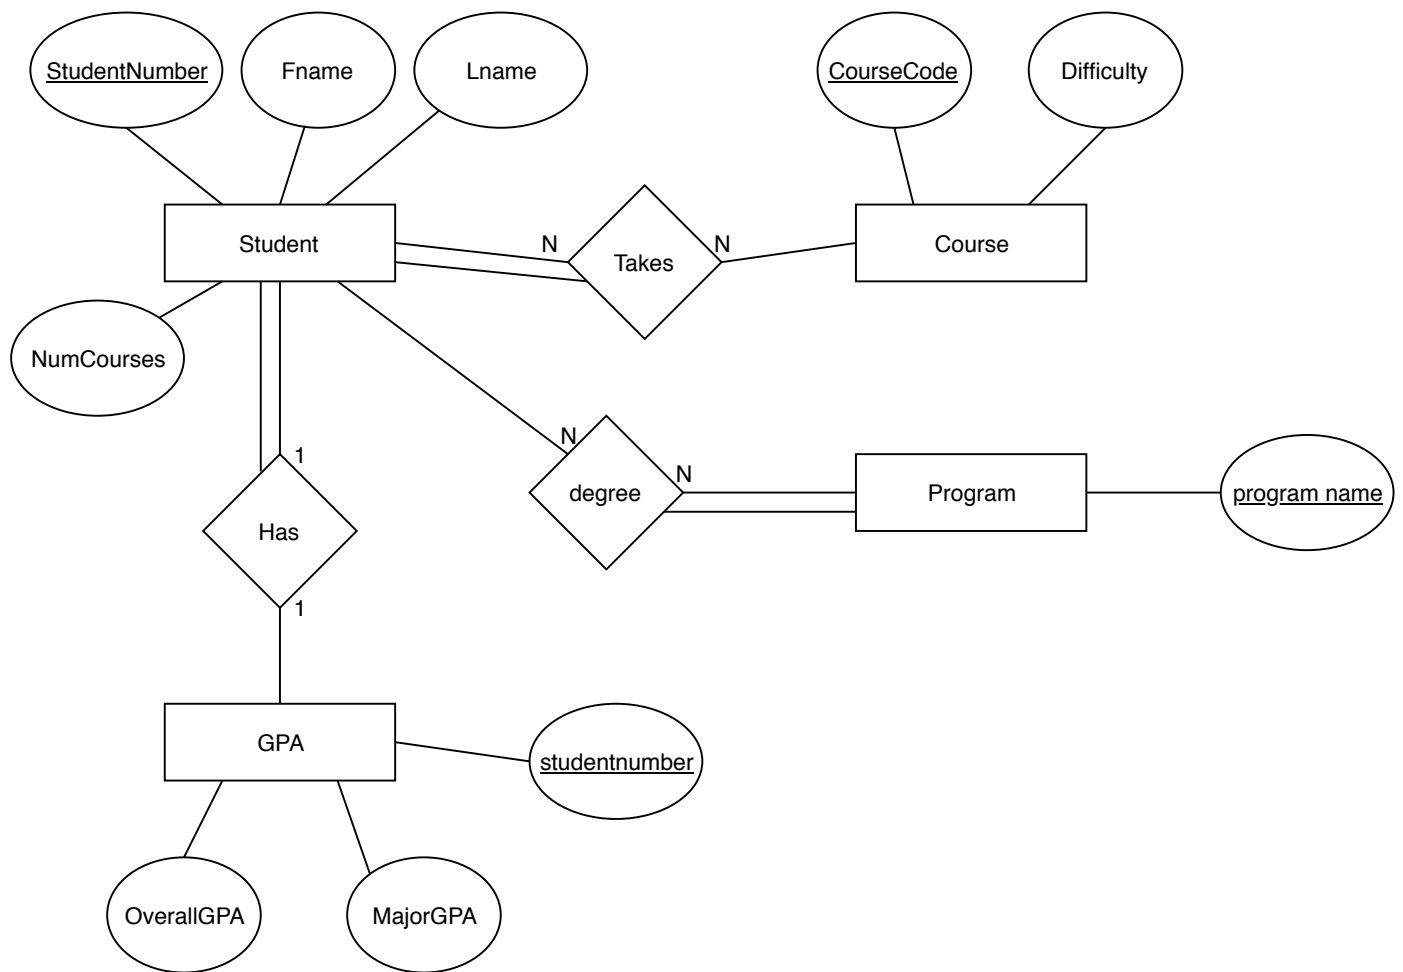 StudentNumber
Fname
Lname
CourseCode
Difficulty
Student
N
Takes
N
Course
NumCourses
N
degree
N
Program
program name
1
Has
1
GPA
studentnumber
OverallGPA
MajorGPA